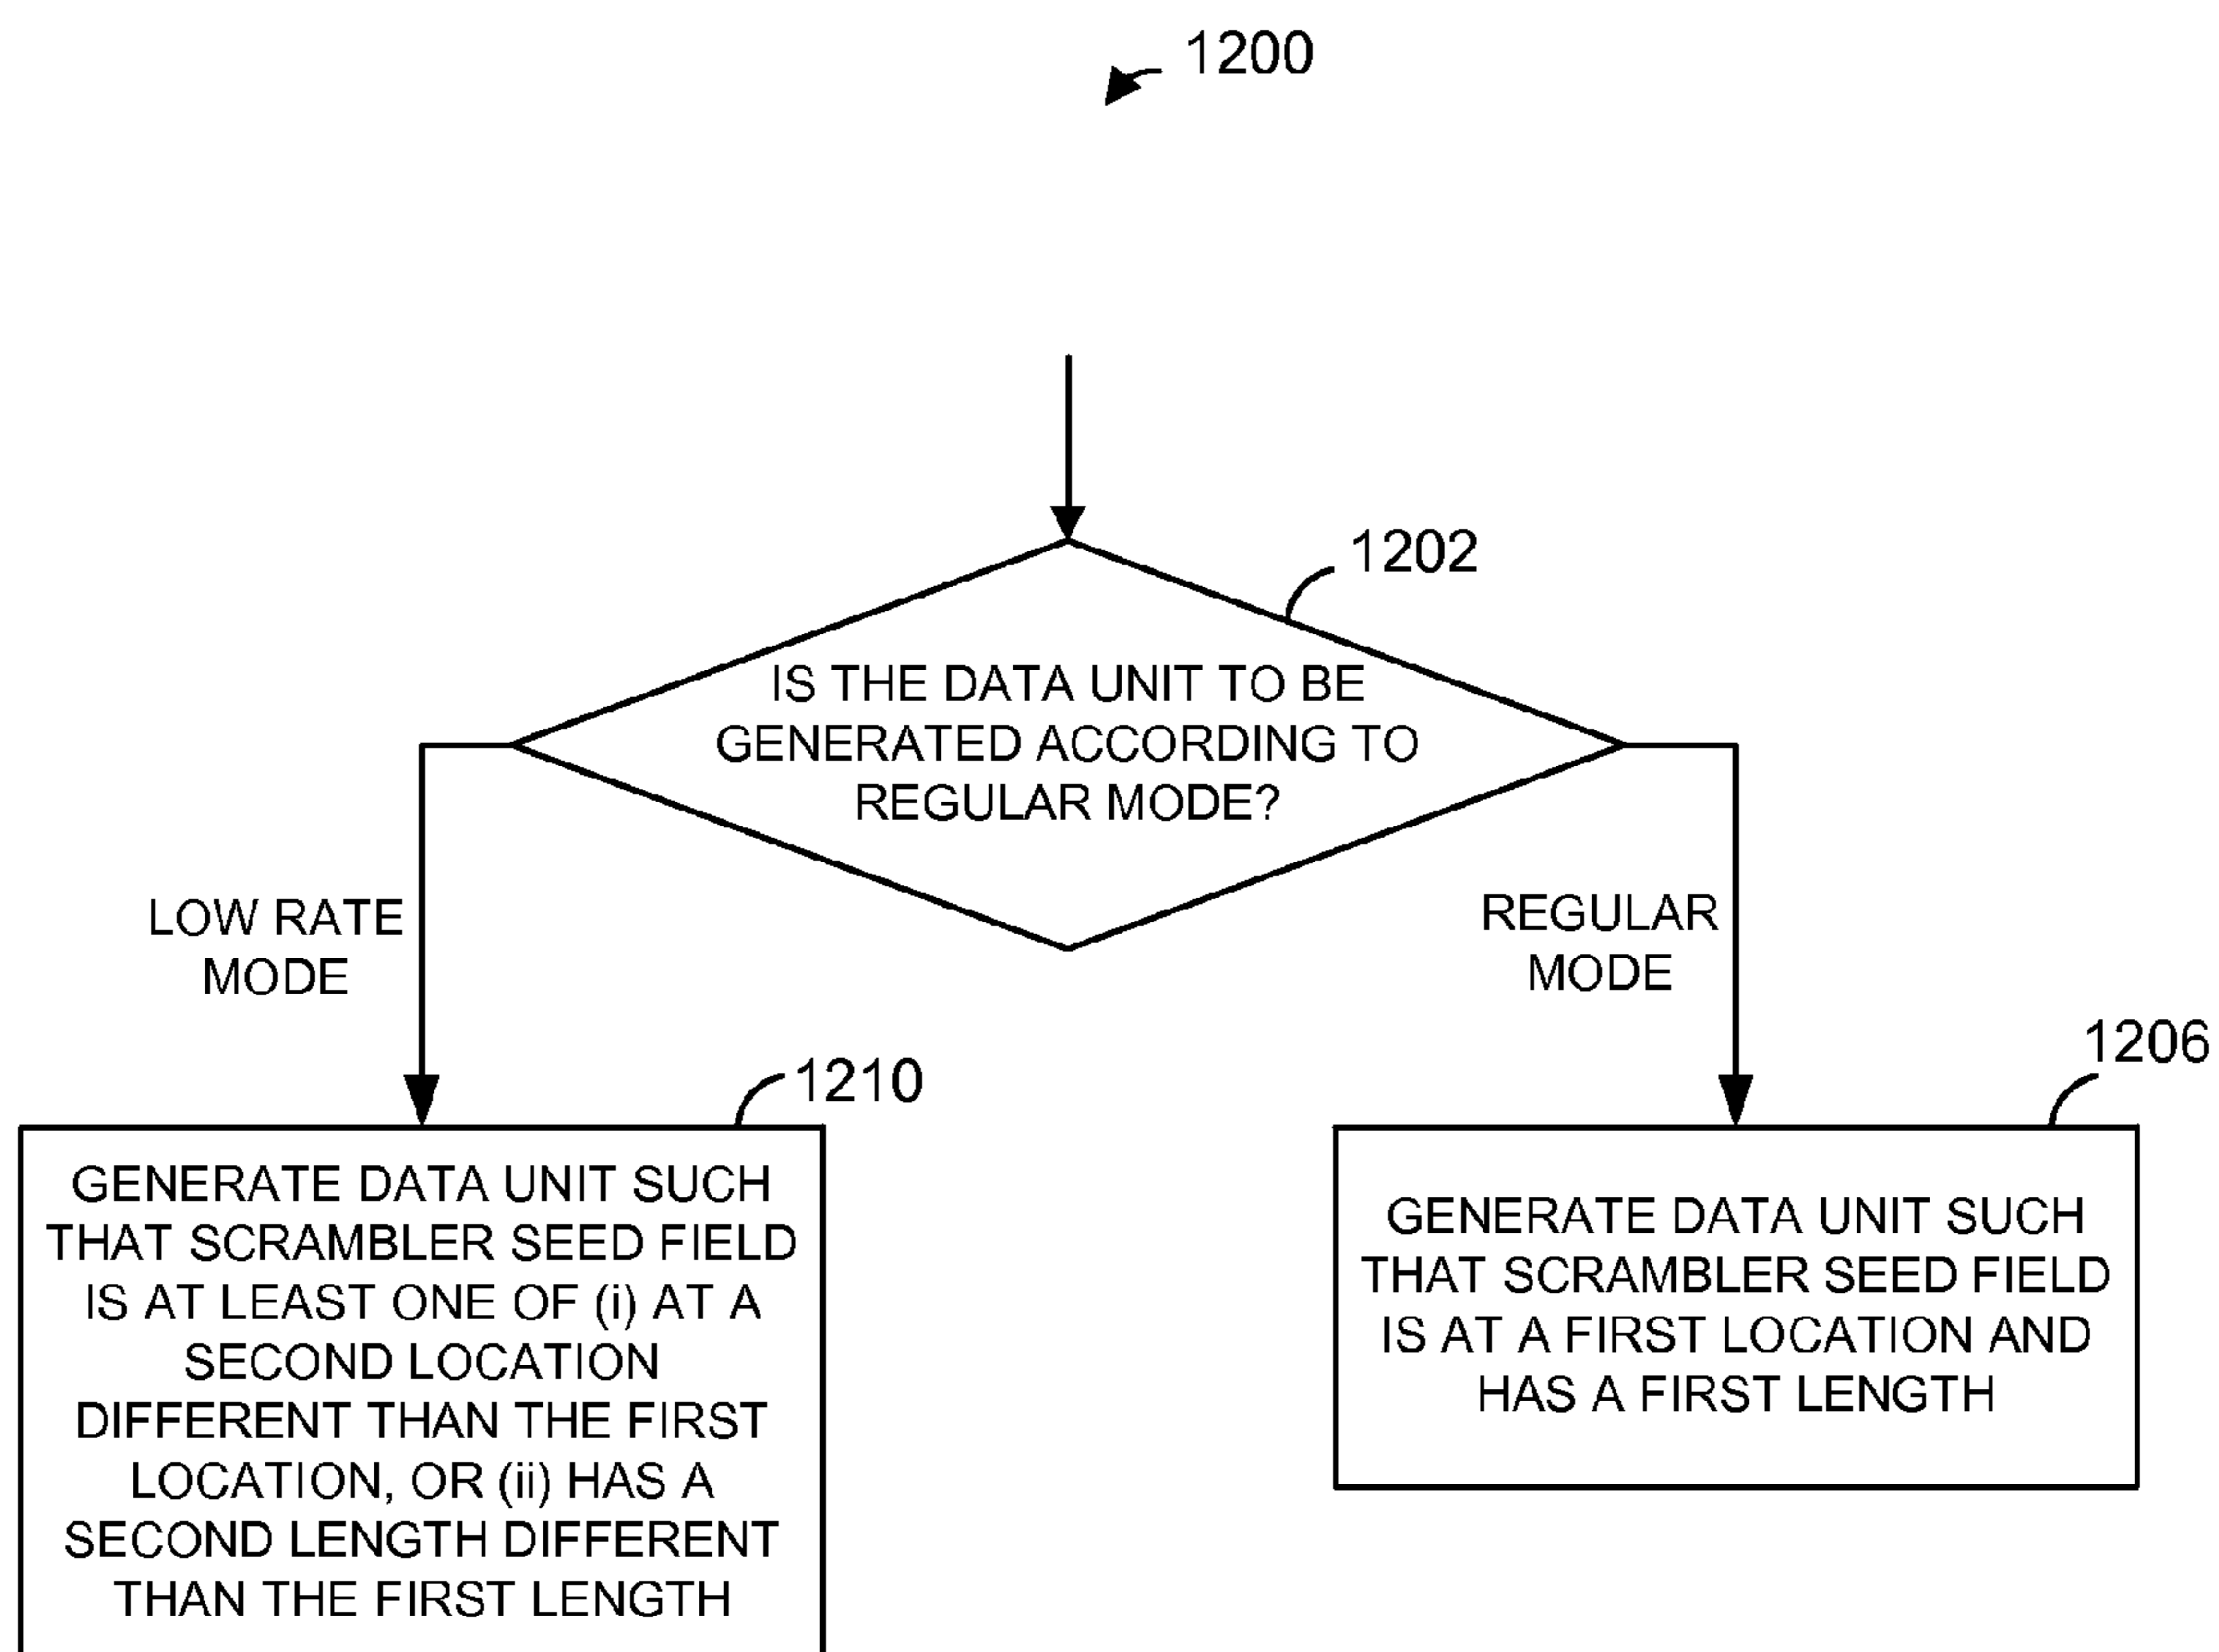 1200
1202
IS THE DATA UNIT TO BE
GENERATED ACCORDING TO
REGULAR MODE?
LOW RATE
MODE
REGULAR
MODE
1210
GENERATE DATA UNIT SUCH
THAT SCRAMBLER SEED FIELD
IS AT LEAST ONE OF (i) AT A
SECOND LOCATION
DIFFERENT THAN THE FIRST
LOCATION, OR (ii) HAS A
SECOND LENGTH DIFFERENT
THAN THE FIRST LENGTH
1206
GENERATE DATA UNIT SUCH
THAT SCRAMBLER SEED FIELD
IS AT A FIRST LOCATION AND
HAS A FIRST LENGTH